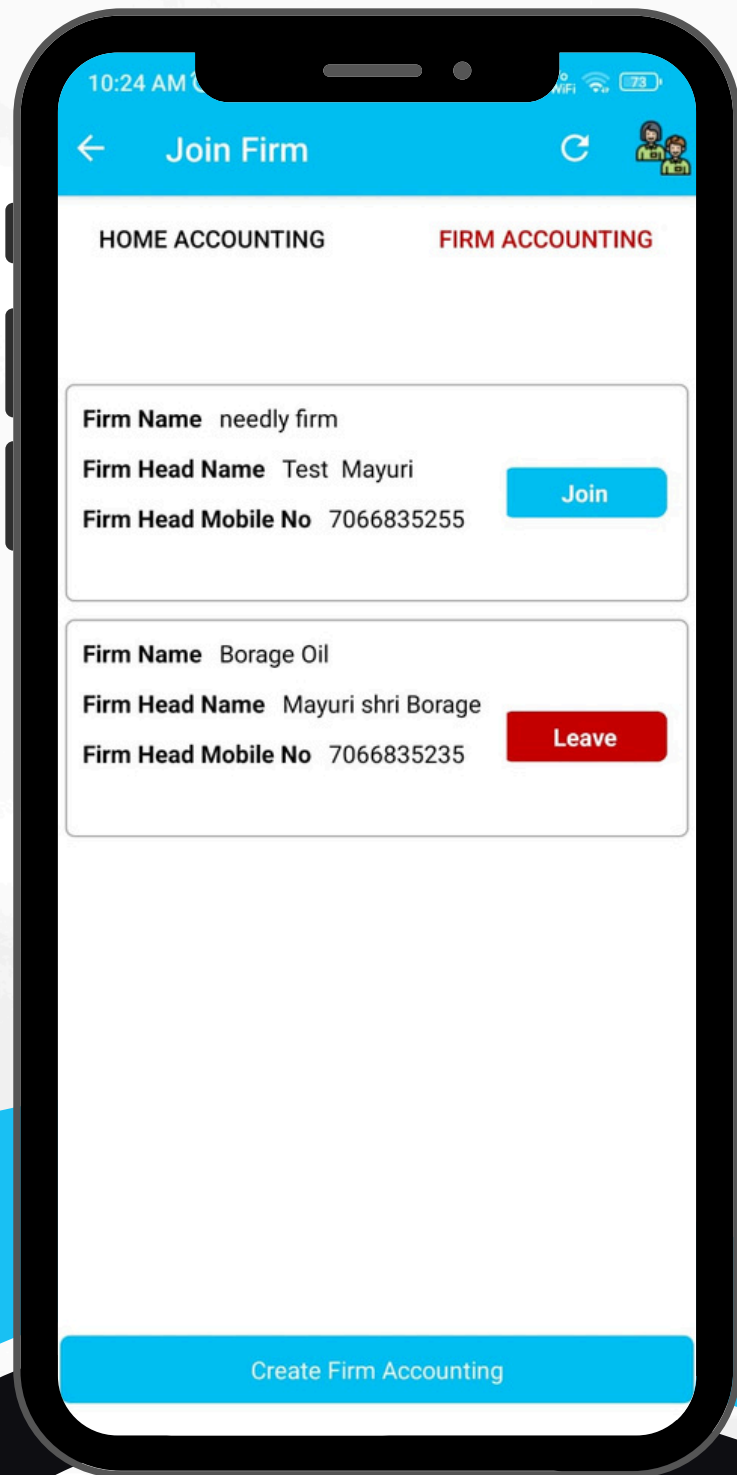 10:24 AM
WiFi 73
Join Firm
HOME ACCOUNTING FIRM ACCOUNTING
Firm Name needly firm
Firm Head Name Test Mayuri
Join
Firm Head Mobile No 7066835255
Firm Name Borage Oil
Firm Head Name Mayuri shri Borage
Leave
Firm Head Mobile No 7066835235
Create Firm Accounting